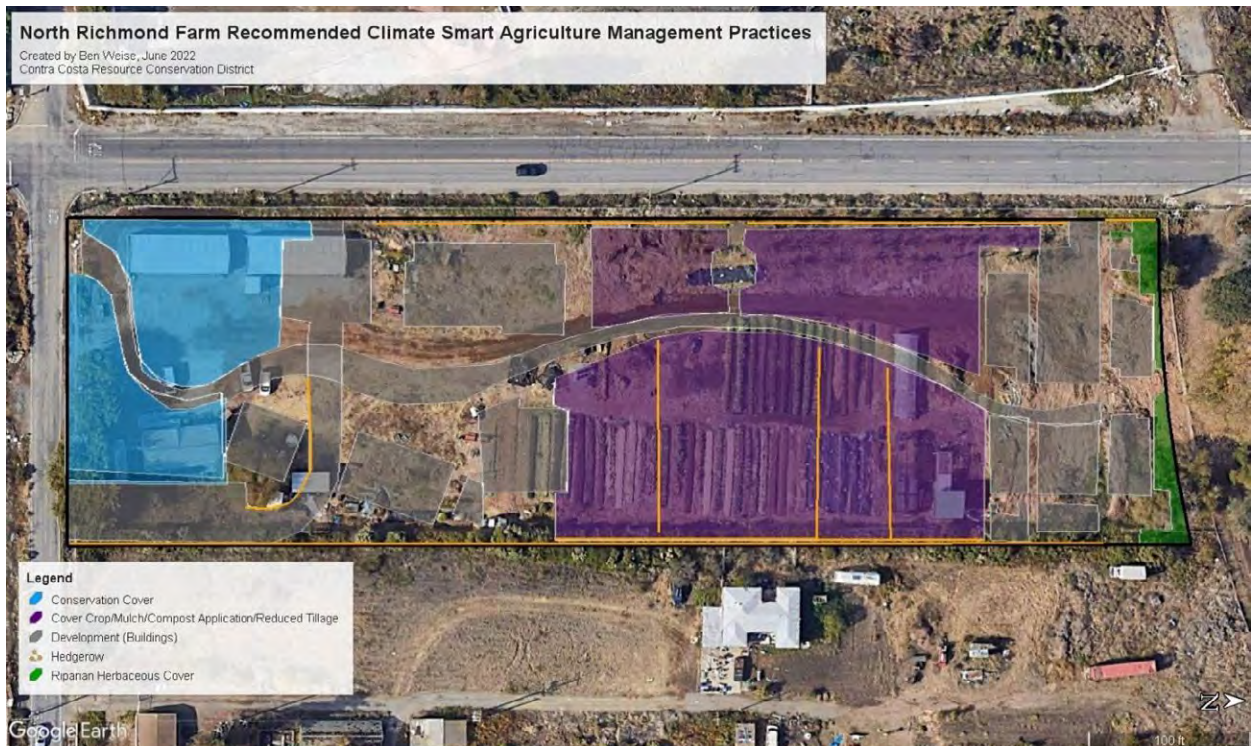 North Richmond Farm Recommended Climate Smart Agriculture Management Practices
Created by Ben Weise, June 2022
Contra Costa Resource Conservation District
Legend
Conservation Cover
Cover Crop/Mulch/Compost Application/Reduced Tillage
Development (Buildings)
Hedgerow
Riparian Herbaceous Cover
Google Earth
N
100 ft